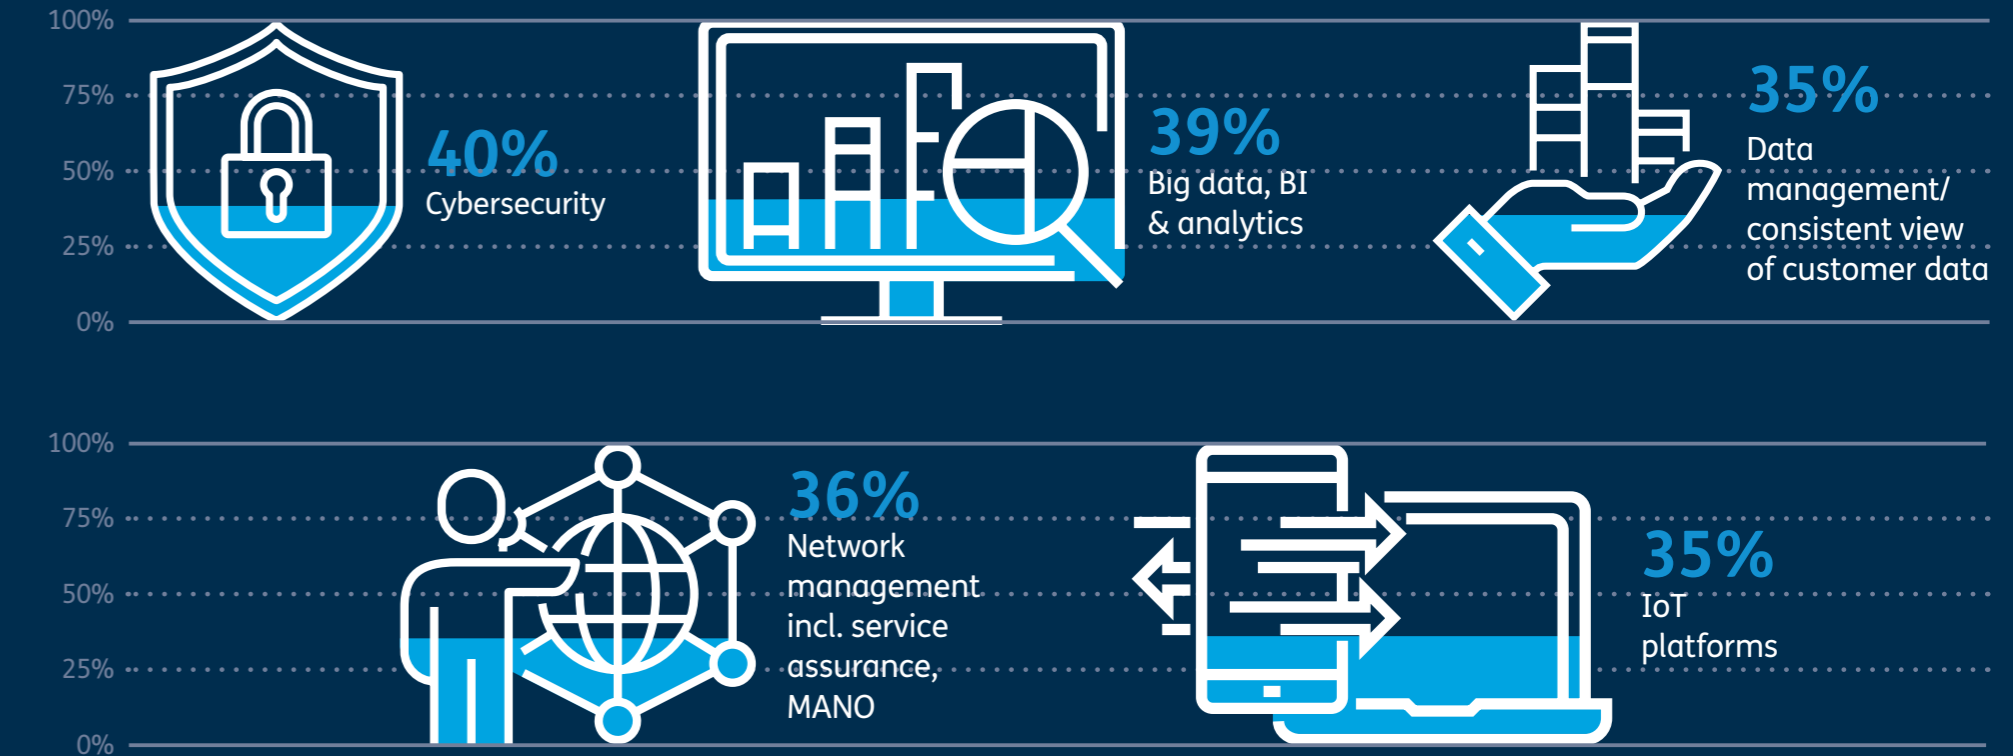 100%
75%
50%
25%
0%
40%
Cybersecurity
39%
Big data, BI
& analytics
35%
Data
management/
consistent view
of customer data
100%
75%
50%
25%
0%
36%
Network
management
incl. service
assurance,
MANO
35%
IoT
platforms